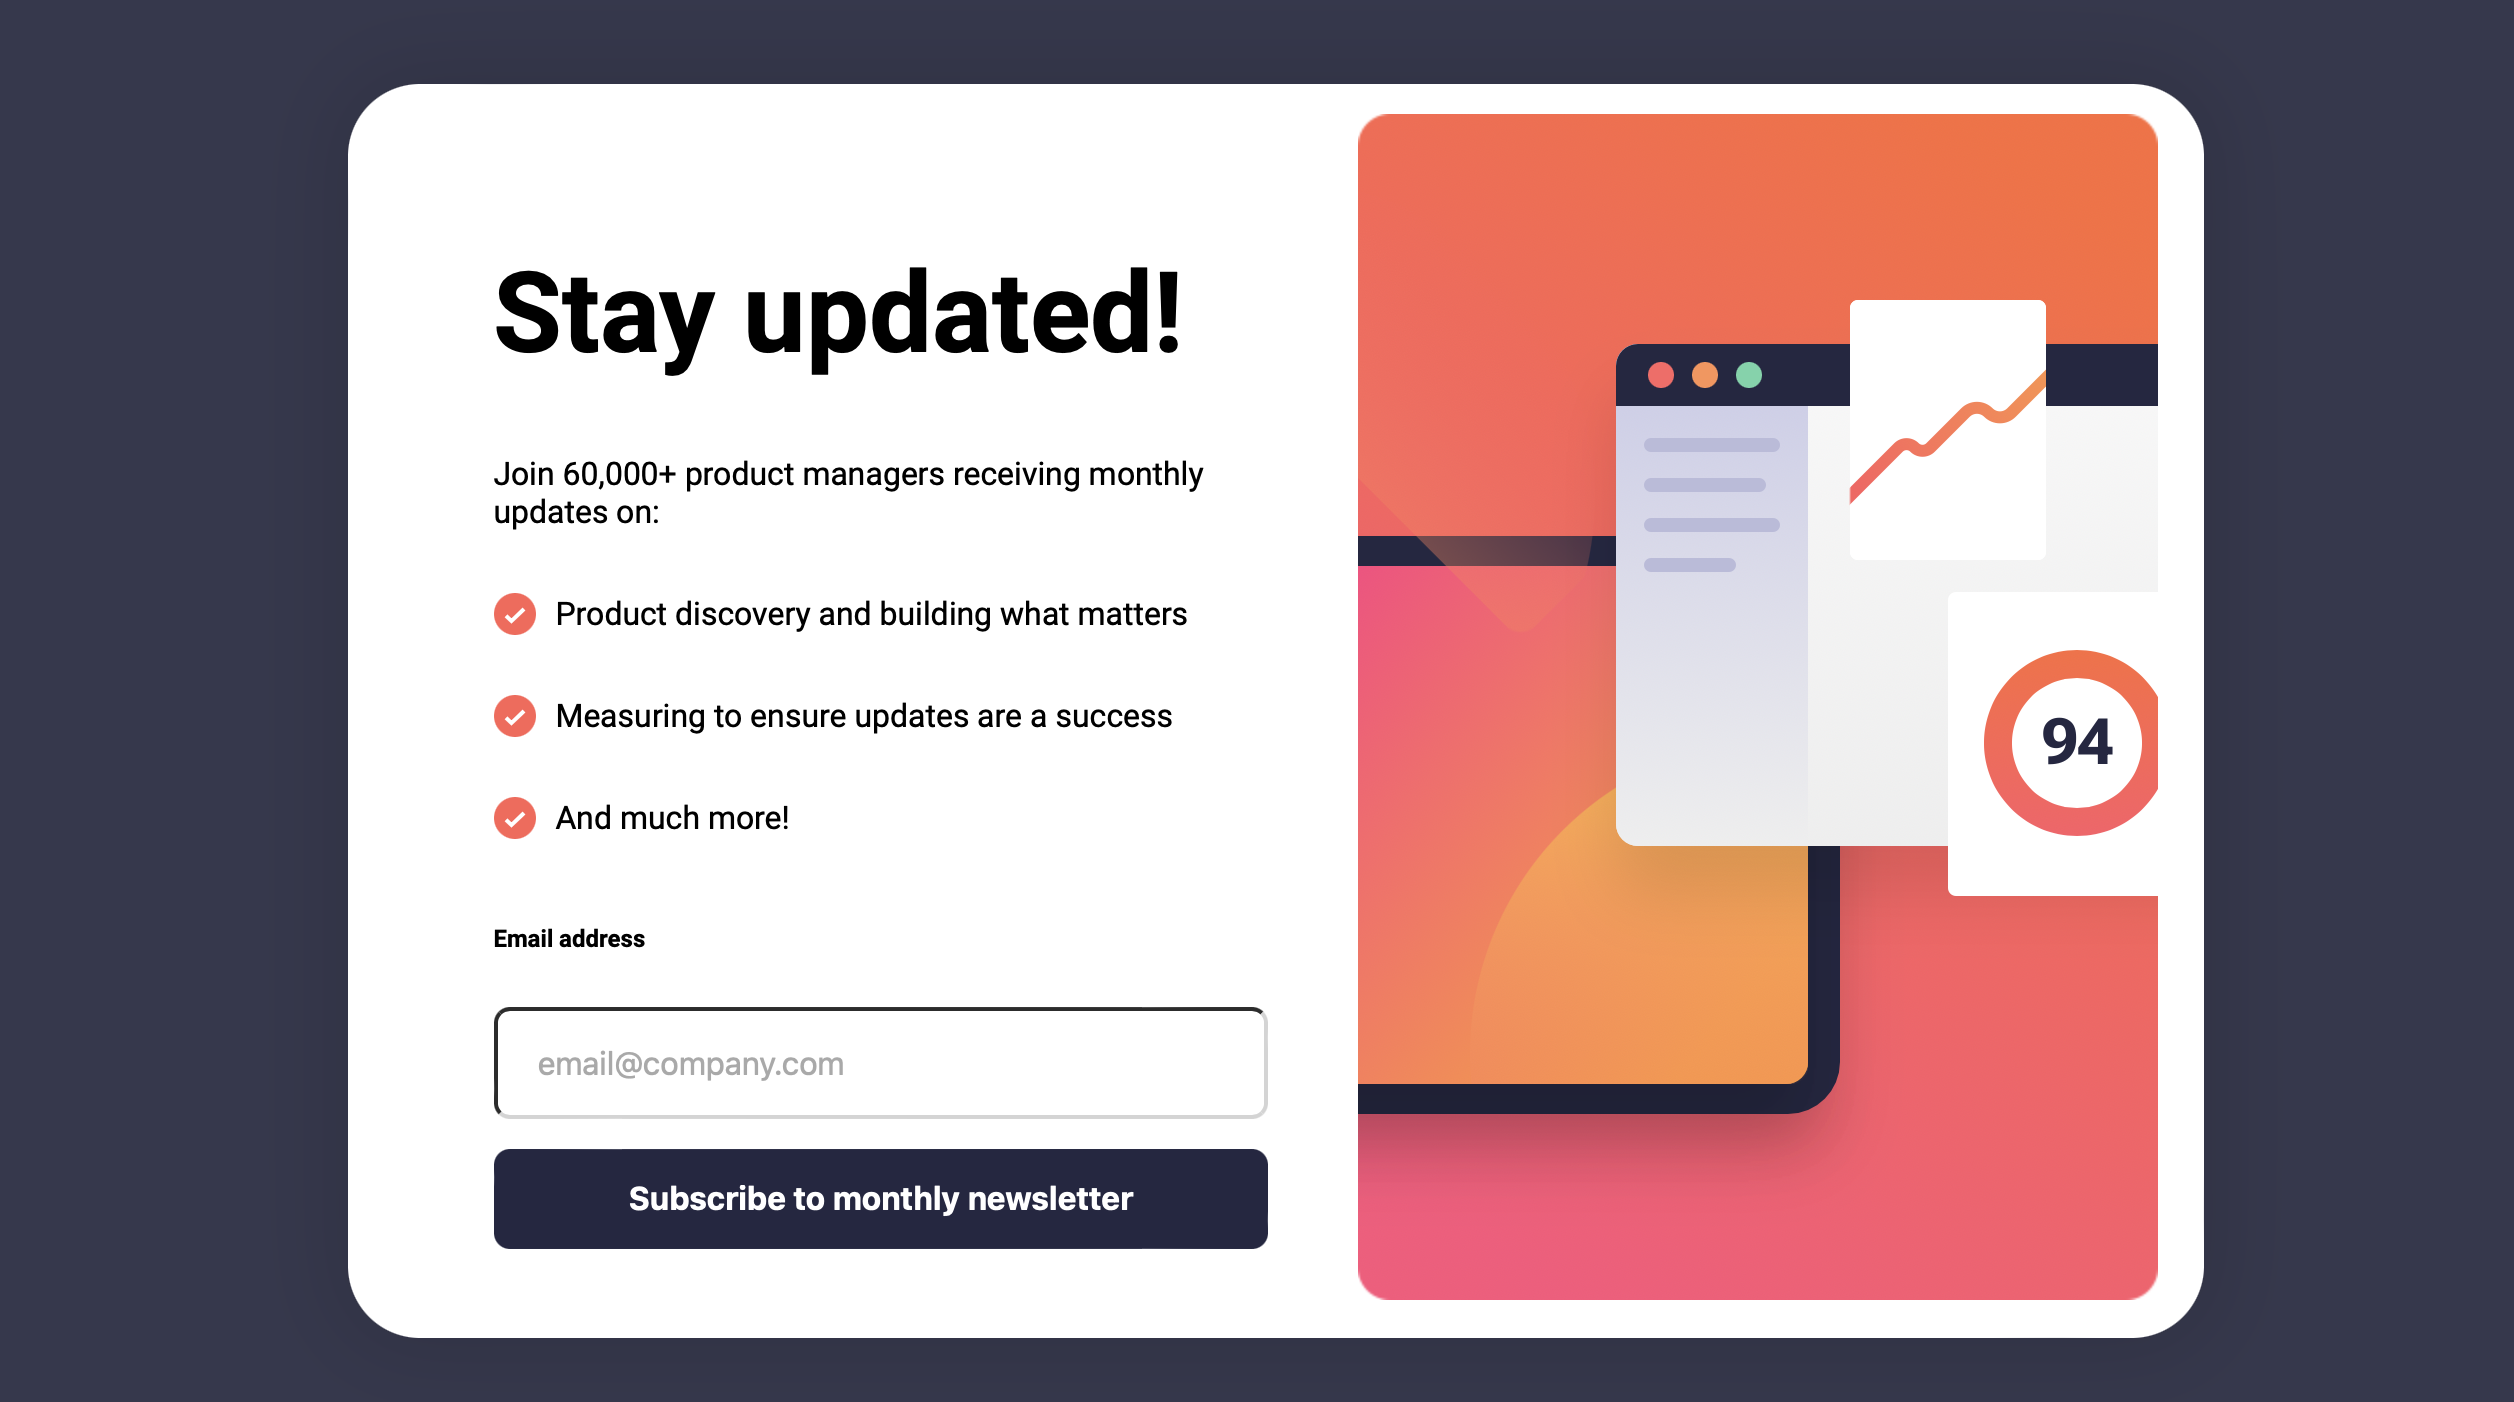 Stay updated!
Join 60,000+ product managers receiving monthly
updates on:
Product discovery and building what matters
Measuring to ensure updates are a success
And much more!
Email address
email@company.com
Subscribe to monthly newsletter
94